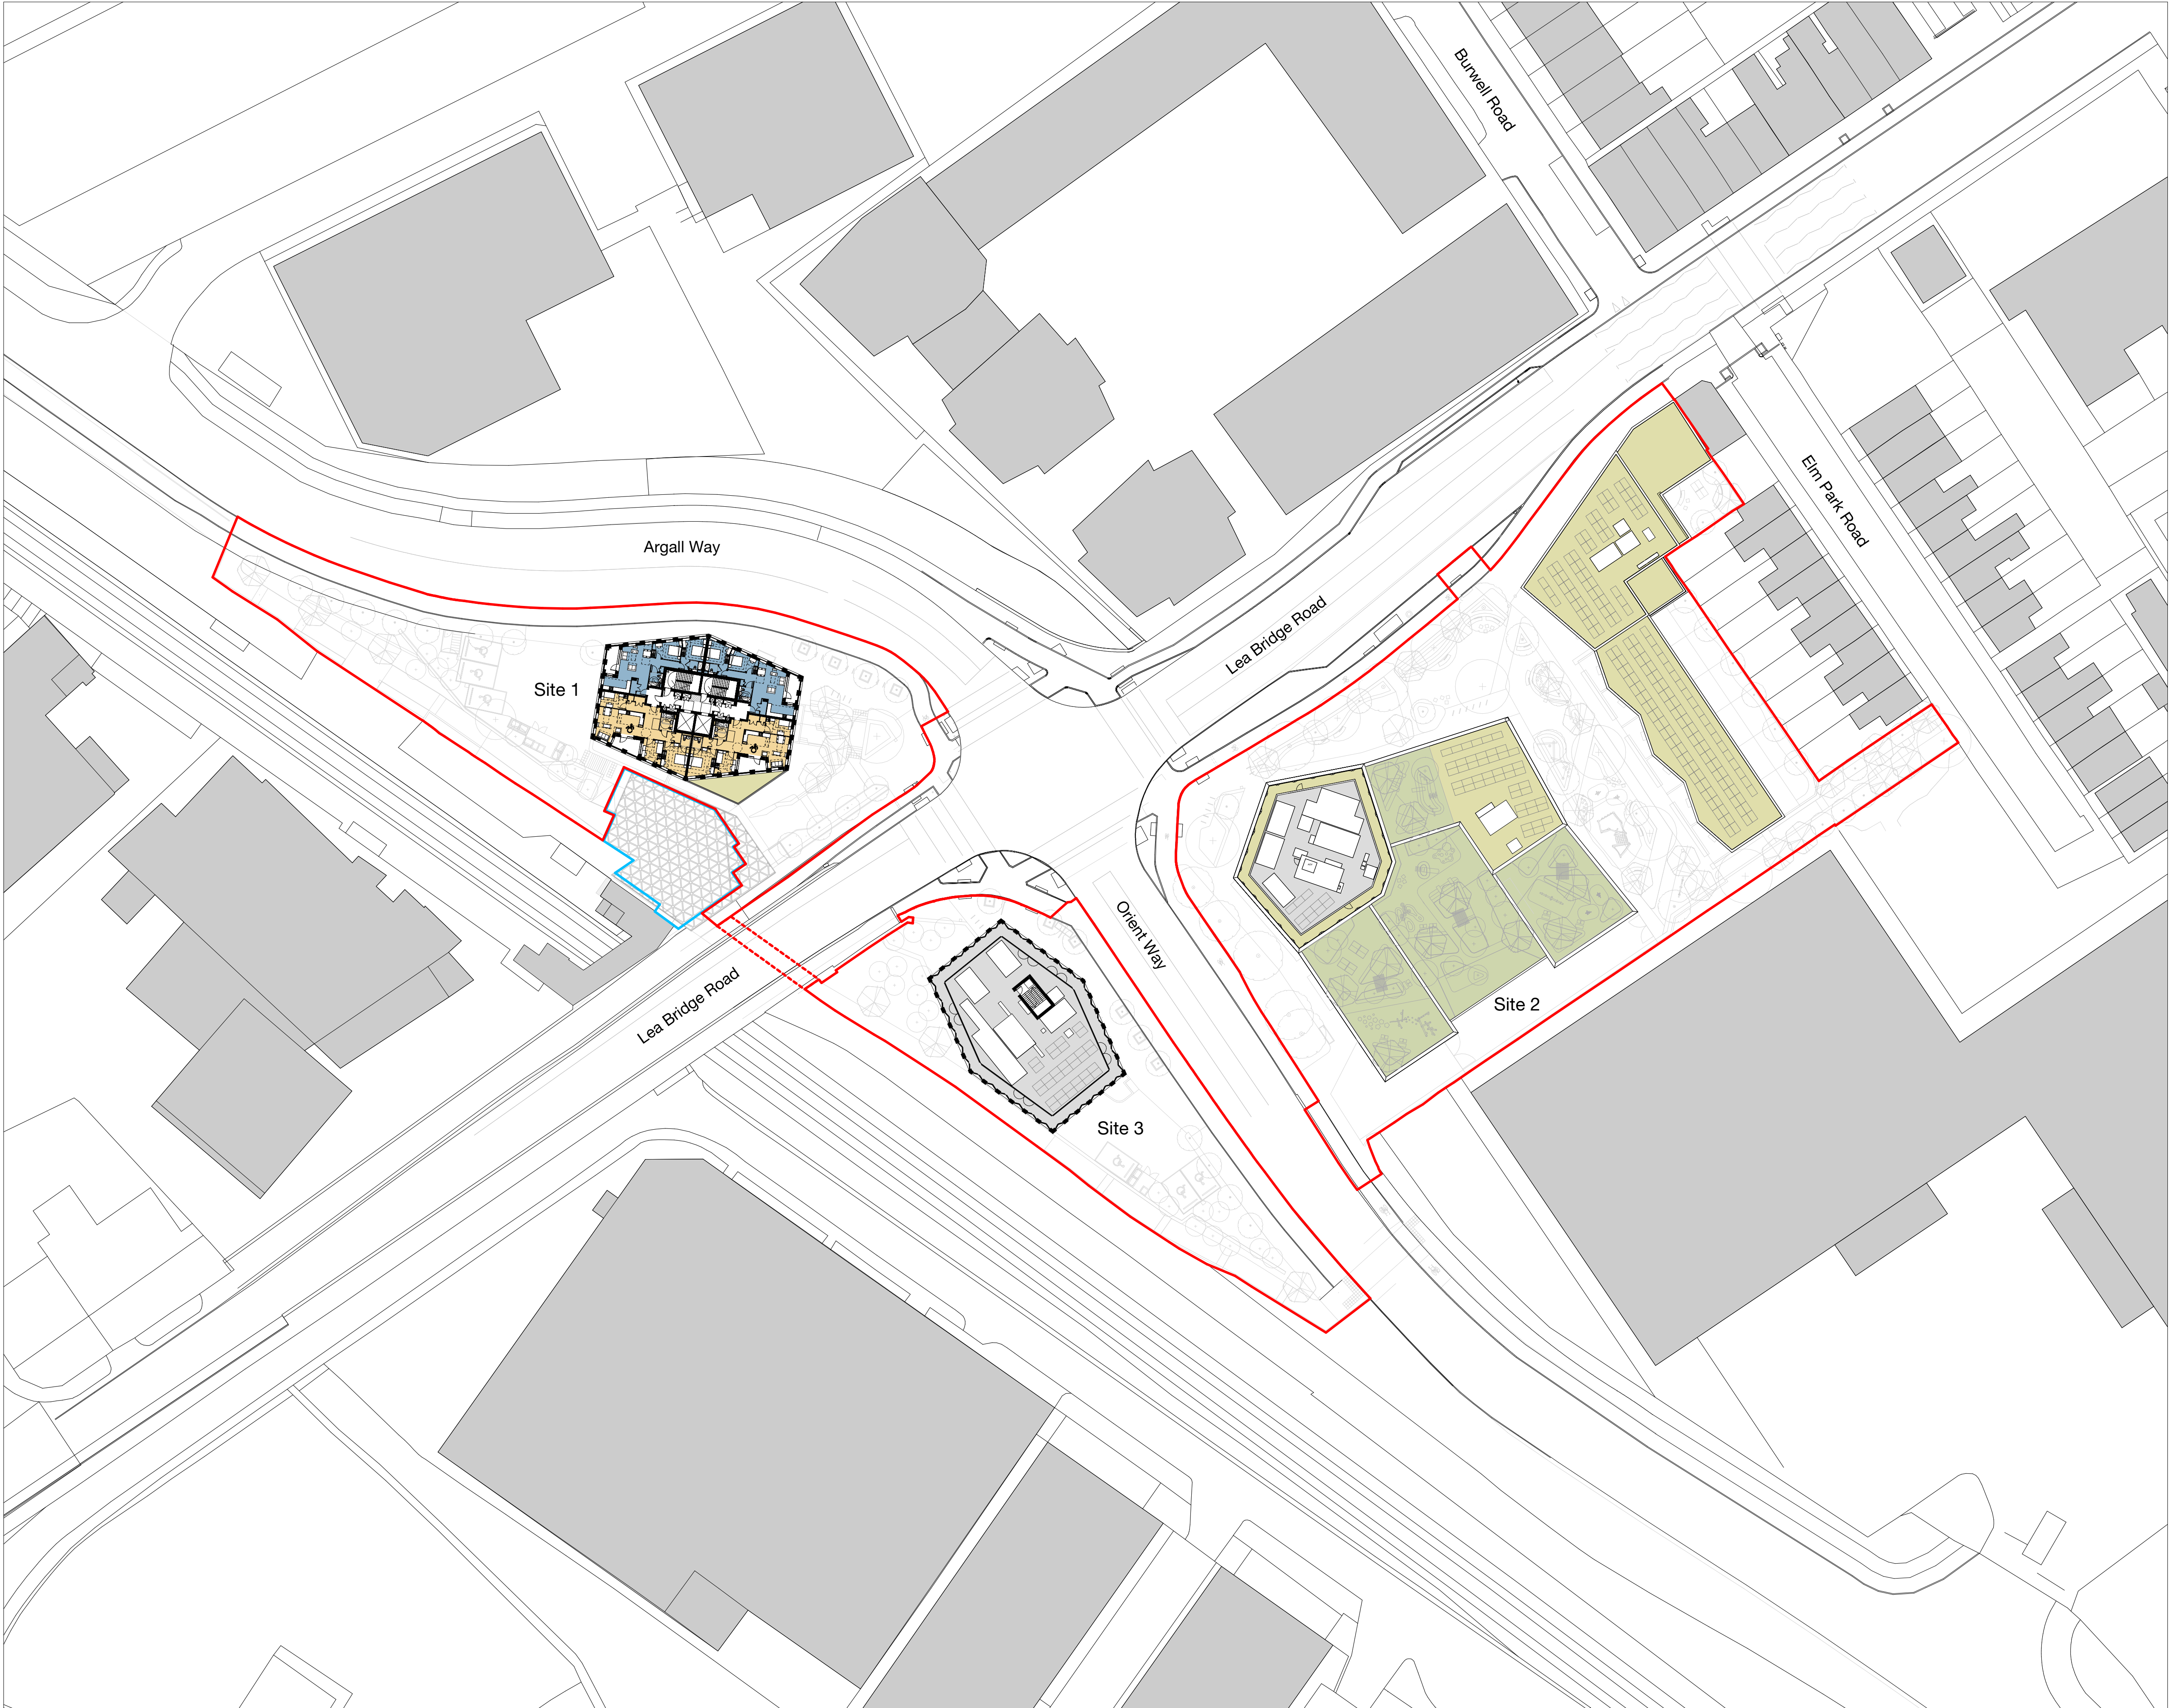 Burwell Road
Elm Park Road
Argall Way
Lea Bridge Road
Site 1
Orient Way
Lea Bridge Road
Site 2
Site 3